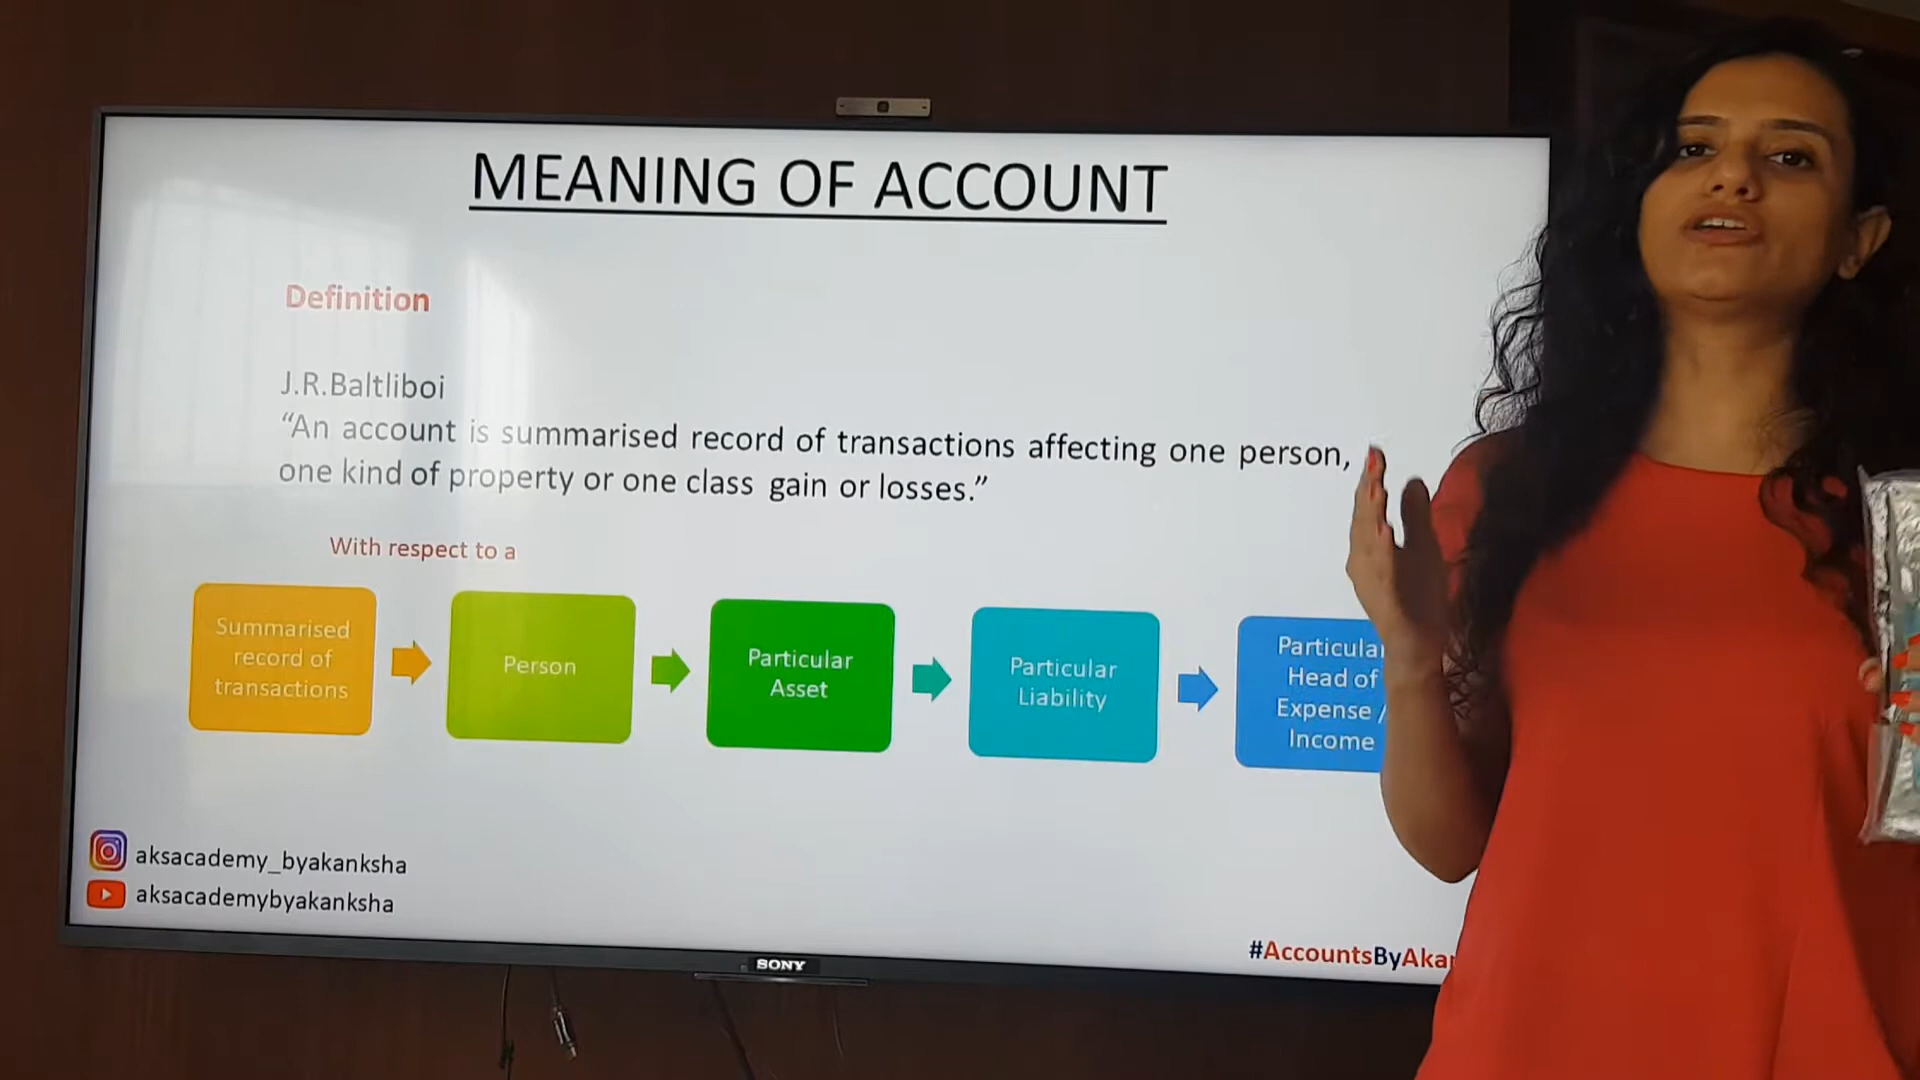 MEANING OF ACCOUNT
Definition
J.R.Baltliboi
“An account is summarised record of transactions affecting one person,
one kind of property or one class gain or losses.”
With respect to a
Summarised
record of
transactions
Person
Particular
Asset
Particular
Liability
Particular
Head of
Expense /
Income
aksacademy_byakanksha
aksacademybyakanksha
#AccountsByAkan
SONY